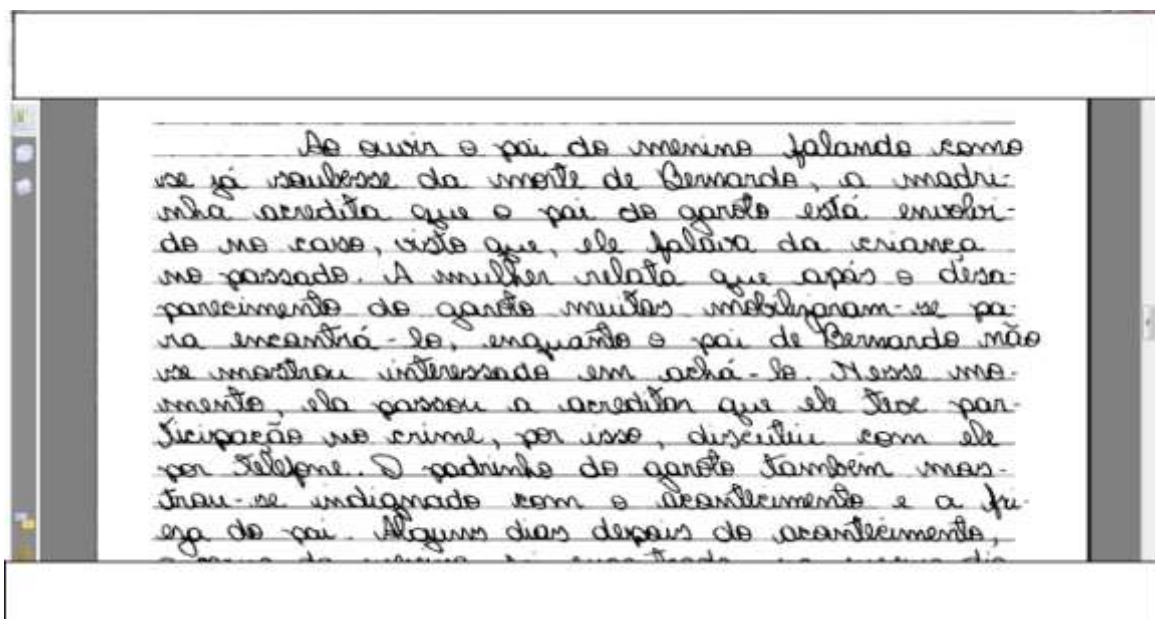 Ao ouvir o pai do menino falando como
se já soubesse da morte de Bernardo, a madri-
nha acredita que o pai do garoto está envolvi-
do no caso, visto que, ele falava da criança
no passado. A mulher relata que após o desa-
parecimento do garoto muitos mobilizaram-se pa-
ra encontrá-lo, enquanto o pai de Bernardo não
se mostrou interessado em achá-lo. Nesse mo-
mento, ela passou a acreditar que ele teve par-
ticipação no crime, por isso, discutiu com ele
por telefone. O padrinho do garoto também mos-
trou-se indignado com o acontecimento e a fri-
eza do pai. Alguns dias depois do acontecimento,